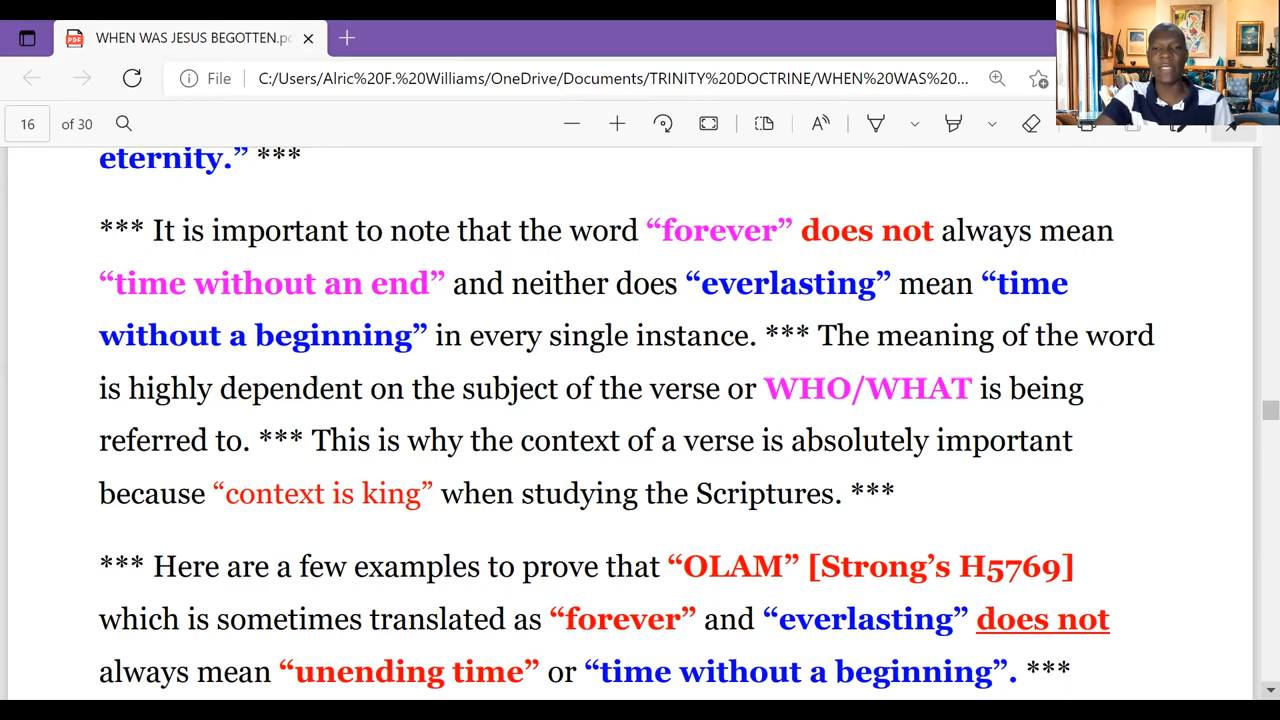 WHEN WAS JESUS BEGOTTEN.pc
File C:/Users/Alric%20F.%20Williams/OneDrive/Documents/TRINITY%20DOCTRINE/WHEN%20WAS%20...
16 of 30
eternity.” ***
*** It is important to note that the word “forever” does not always mean
“time without an end” and neither does “everlasting” mean “time
without a beginning” in every single instance. *** The meaning of the word
is highly dependent on the subject of the verse or WHO/WHAT is being
referred to. *** This is why the context of a verse is absolutely important
because “context is king” when studying the Scriptures. ***
*** Here are a few examples to prove that “OLAM” [Strong’s H5769]
which is sometimes translated as “forever” and “everlasting” does not
always mean “unending time” or “time without a beginning”. ***